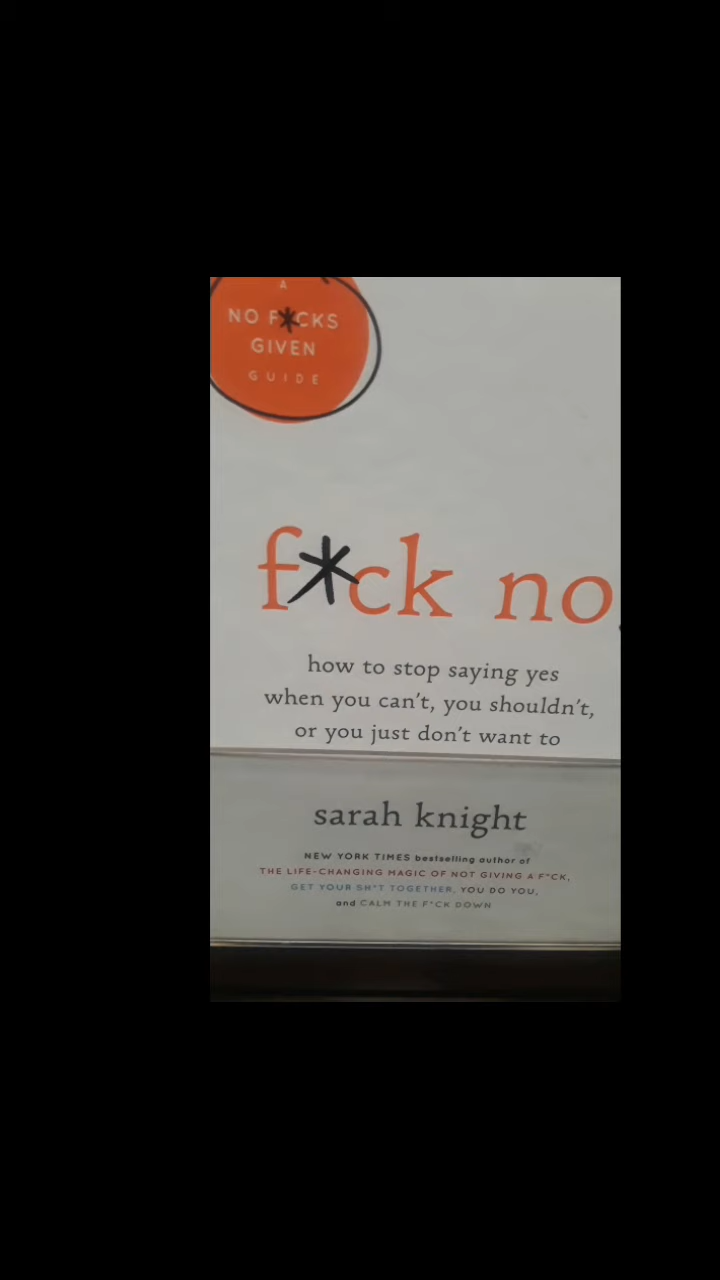 A
NO F*CKS
GIVEN
GUIDE
f*ck no
how to stop saying yes
when you can't, you shouldn't,
or you just don't want to
sarah knight
NEW YORK TIMES bestselling author of
THE LIFE-CHANGING MAGIC OF NOT GIVING A F*CK,
GET YOUR SH*T TOGETHER, YOU DO YOU,
and CALM THE F*CK DOWN